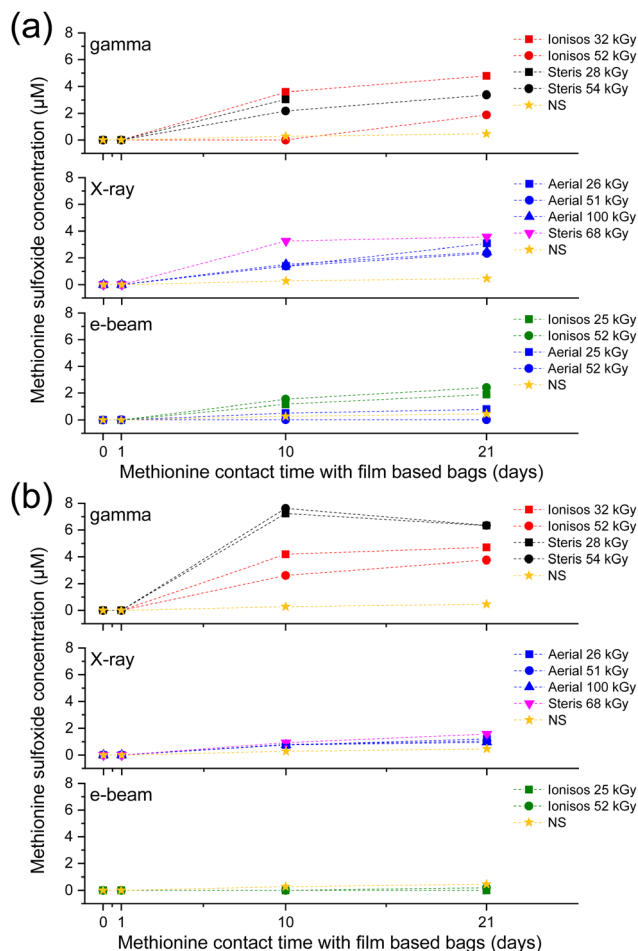 (a)
gamma
Ionisos 32 kGy
Ionisos 52 kGy
Steris 28 kGy
Steris 54 kGy
NS
8
6
4
2
0
X-ray
Aerial 26 kGy
Aerial 51 kGy
Aerial 100 kGy
Steris 68 kGy
NS
8
6
4
2
0
e-beam
Ionisos 25 kGy
Ionisos 52 kGy
Aerial 25 kGy
Aerial 52 kGy
NS
8
6
4
2
0
Methionine sulfoxide concentration (µM)
0 1 10 21
Methionine contact time with film based bags (days)
(b)
gamma
Ionisos 32 kGy
Ionisos 52 kGy
Steris 28 kGy
Steris 54 kGy
NS
8
6
4
2
0
X-ray
Aerial 26 kGy
Aerial 51 kGy
Aerial 100 kGy
Steris 68 kGy
NS
8
6
4
2
0
e-beam
Ionisos 25 kGy
Ionisos 52 kGy
NS
8
6
4
2
0
Methionine sulfoxide concentration (µM)
0 1 10 21
Methionine contact time with film based bags (days)